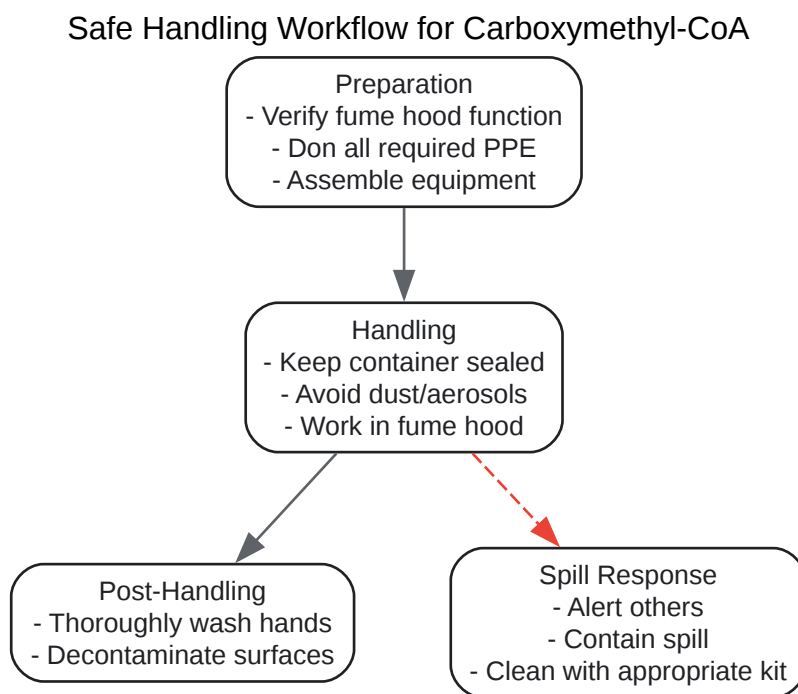 Safe Handling Workflow for Carboxymethyl-CoA
Preparation
- Verify fume hood function
- Don all required PPE
- Assemble equipment
Handling
- Keep container sealed
- Avoid dust/aerosols
- Work in fume hood
Post-Handling
- Thoroughly wash hands
- Decontaminate surfaces
Spill Response
- Alert others
- Contain spill
- Clean with appropriate kit